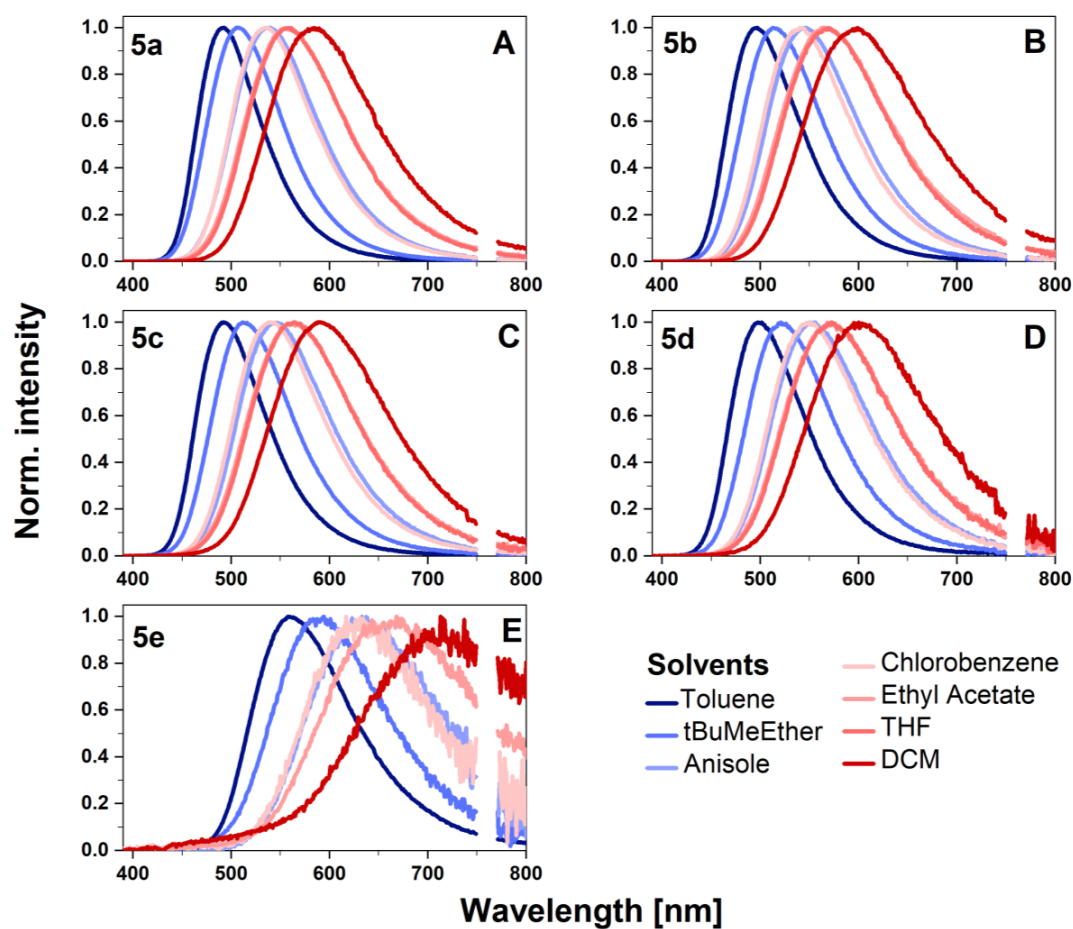 5a
A
1.0
0.8
0.6
0.4
0.2
0.0
400
500
600
700
800
5b
B
1.0
0.8
0.6
0.4
0.2
0.0
400
500
600
700
800
5c
C
1.0
0.8
0.6
0.4
0.2
0.0
400
500
600
700
800
5d
D
1.0
0.8
0.6
0.4
0.2
0.0
400
500
600
700
800
5e
E
1.0
0.8
0.6
0.4
0.2
0.0
400
500
600
700
800
Norm. intensity
Wavelength [nm]
Solvents
Toluene
tBuMeEther
Anisole
Chlorobenzene
Ethyl Acetate
THF
DCM